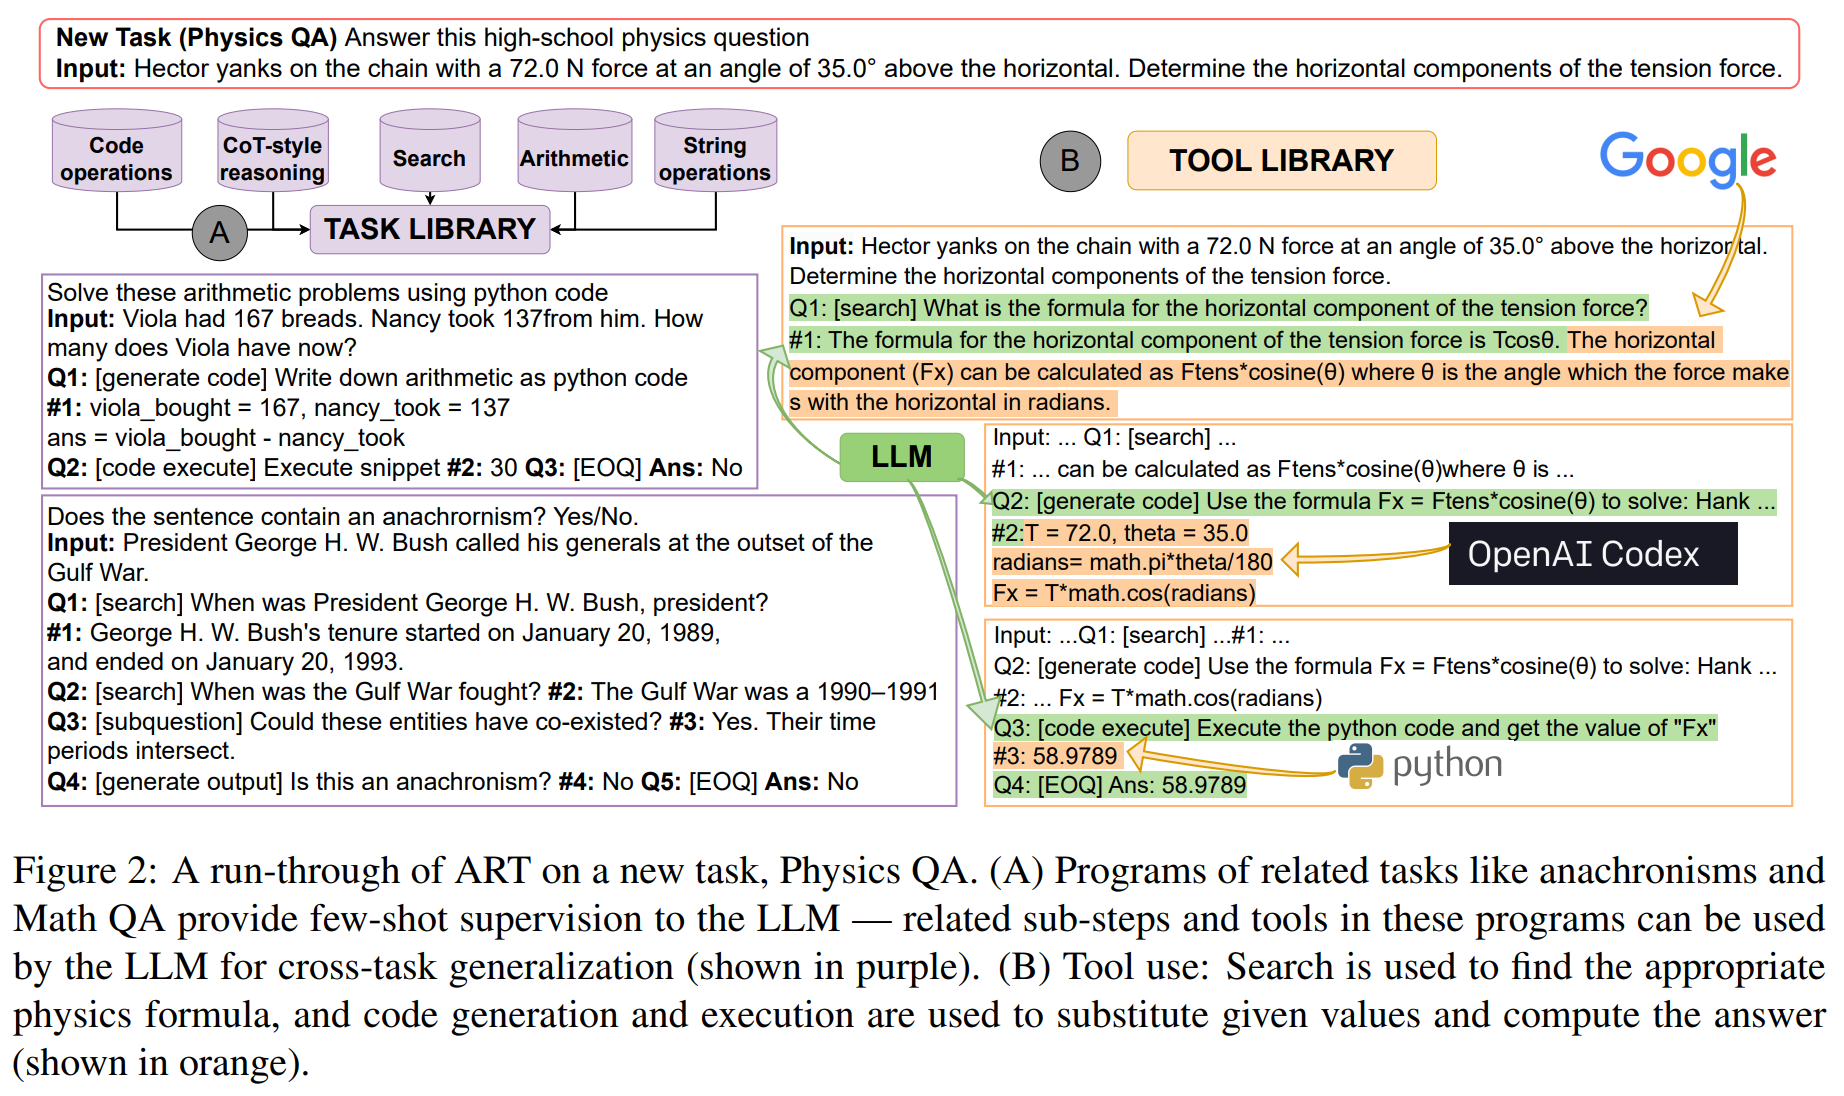 New Task (Physics QA) Answer this high-school physics question
Input: Hector yanks on the chain with a 72.0 N force at an angle of 35.0° above the horizontal. Determine the horizontal components of the tension force.
Code
operations
CoT-style
reasoning
Search
Arithmetic
String
operations
A
TASK LIBRARY
B
TOOL LIBRARY
Google
Solve these arithmetic problems using python code
Input: Viola had 167 breads. Nancy took 137from him. How
many does Viola have now?
Q1: [generate code] Write down arithmetic as python code
#1: viola_bought = 167, nancy_took = 137
ans = viola_bought - nancy_took
Q2: [code execute] Execute snippet #2: 30 Q3: [EOQ] Ans: No
Does the sentence contain an anachrornism? Yes/No.
Input: President George H. W. Bush called his generals at the outset of the
Gulf War.
Q1: [search] When was President George H. W. Bush, president?
#1: George H. W. Bush's tenure started on January 20, 1989,
and ended on January 20, 1993.
Q2: [search] When was the Gulf War fought? #2: The Gulf War was a 1990–1991
Q3: [subquestion] Could these entities have co-existed? #3: Yes. Their time
periods intersect.
Q4: [generate output] Is this an anachronism? #4: No Q5: [EOQ] Ans: No
LLM
Input: Hector yanks on the chain with a 72.0 N force at an angle of 35.0° above the horizontal.
Determine the horizontal components of the tension force.
Q1: [search] What is the formula for the horizontal component of the tension force?
#1: The formula for the horizontal component of the tension force is Tcosθ. The horizontal
component (Fx) can be calculated as Ftens*cosine(θ) where θ is the angle which the force make
s with the horizontal in radians.
Input: ... Q1: [search] ...
#1: ... can be calculated as Ftens*cosine(θ)where θ is ...
Q2: [generate code] Use the formula Fx = Ftens*cosine(θ) to solve: Hank ...
#2:T = 72.0, theta = 35.0
radians= math.pi*theta/180
Fx = T*math.cos(radians)
OpenAI Codex
Input: ...Q1: [search] ...#1: ...
Q2: [generate code] Use the formula Fx = Ftens*cosine(θ) to solve: Hank ...
#2: ... Fx = T*math.cos(radians)
Q3: [code execute] Execute the python code and get the value of "Fx"
#3: 58.9789
Q4: [EOQ] Ans: 58.9789
python
Figure 2: A run-through of ART on a new task, Physics QA. (A) Programs of related tasks like anachronisms and
Math QA provide few-shot supervision to the LLM — related sub-steps and tools in these programs can be used
by the LLM for cross-task generalization (shown in purple). (B) Tool use: Search is used to find the appropriate
physics formula, and code generation and execution are used to substitute given values and compute the answer
(shown in orange).